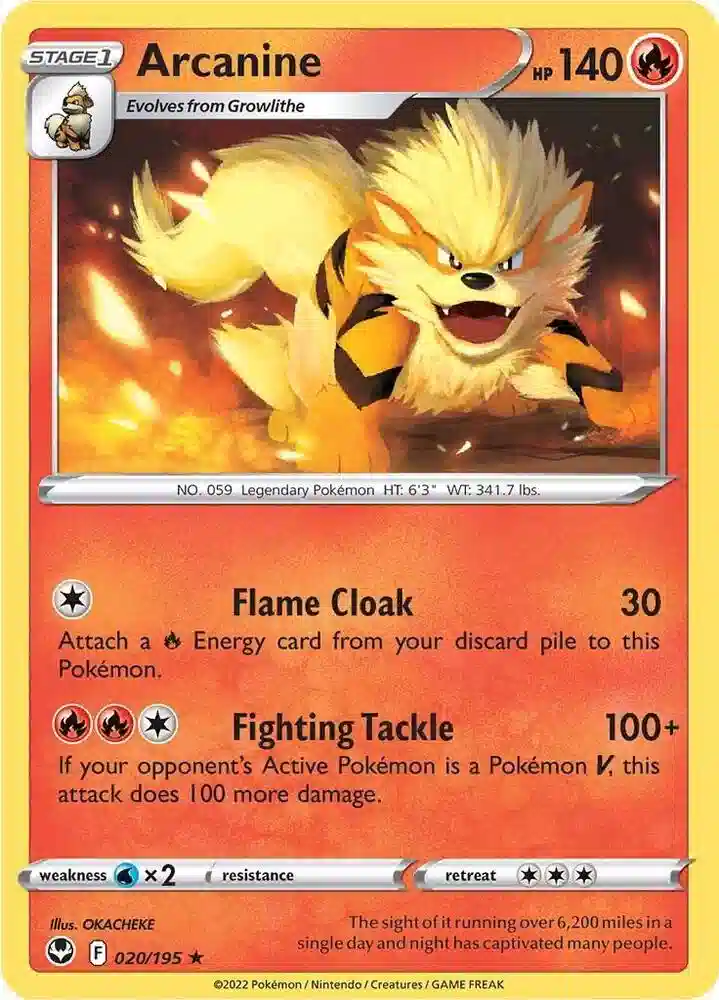 STAGE 1
Arcanine
HP 140
Evolves from Growlithe
NO. 059 Legendary Pokémon HT: 6'3" WT: 341.7 lbs.
Flame Cloak 30
Attach a Energy card from your discard pile to this
Pokémon.
Fighting Tackle 100+
If your opponent's Active Pokémon is a Pokémon V, this
attack does 100 more damage.
weakness ×2 resistance retreat
Illus. OKACHEKE
The sight of it running over 6,200 miles in a
single day and night has captivated many people.
F 020/195 ★
©2022 Pokémon / Nintendo / Creatures / GAME FREAK